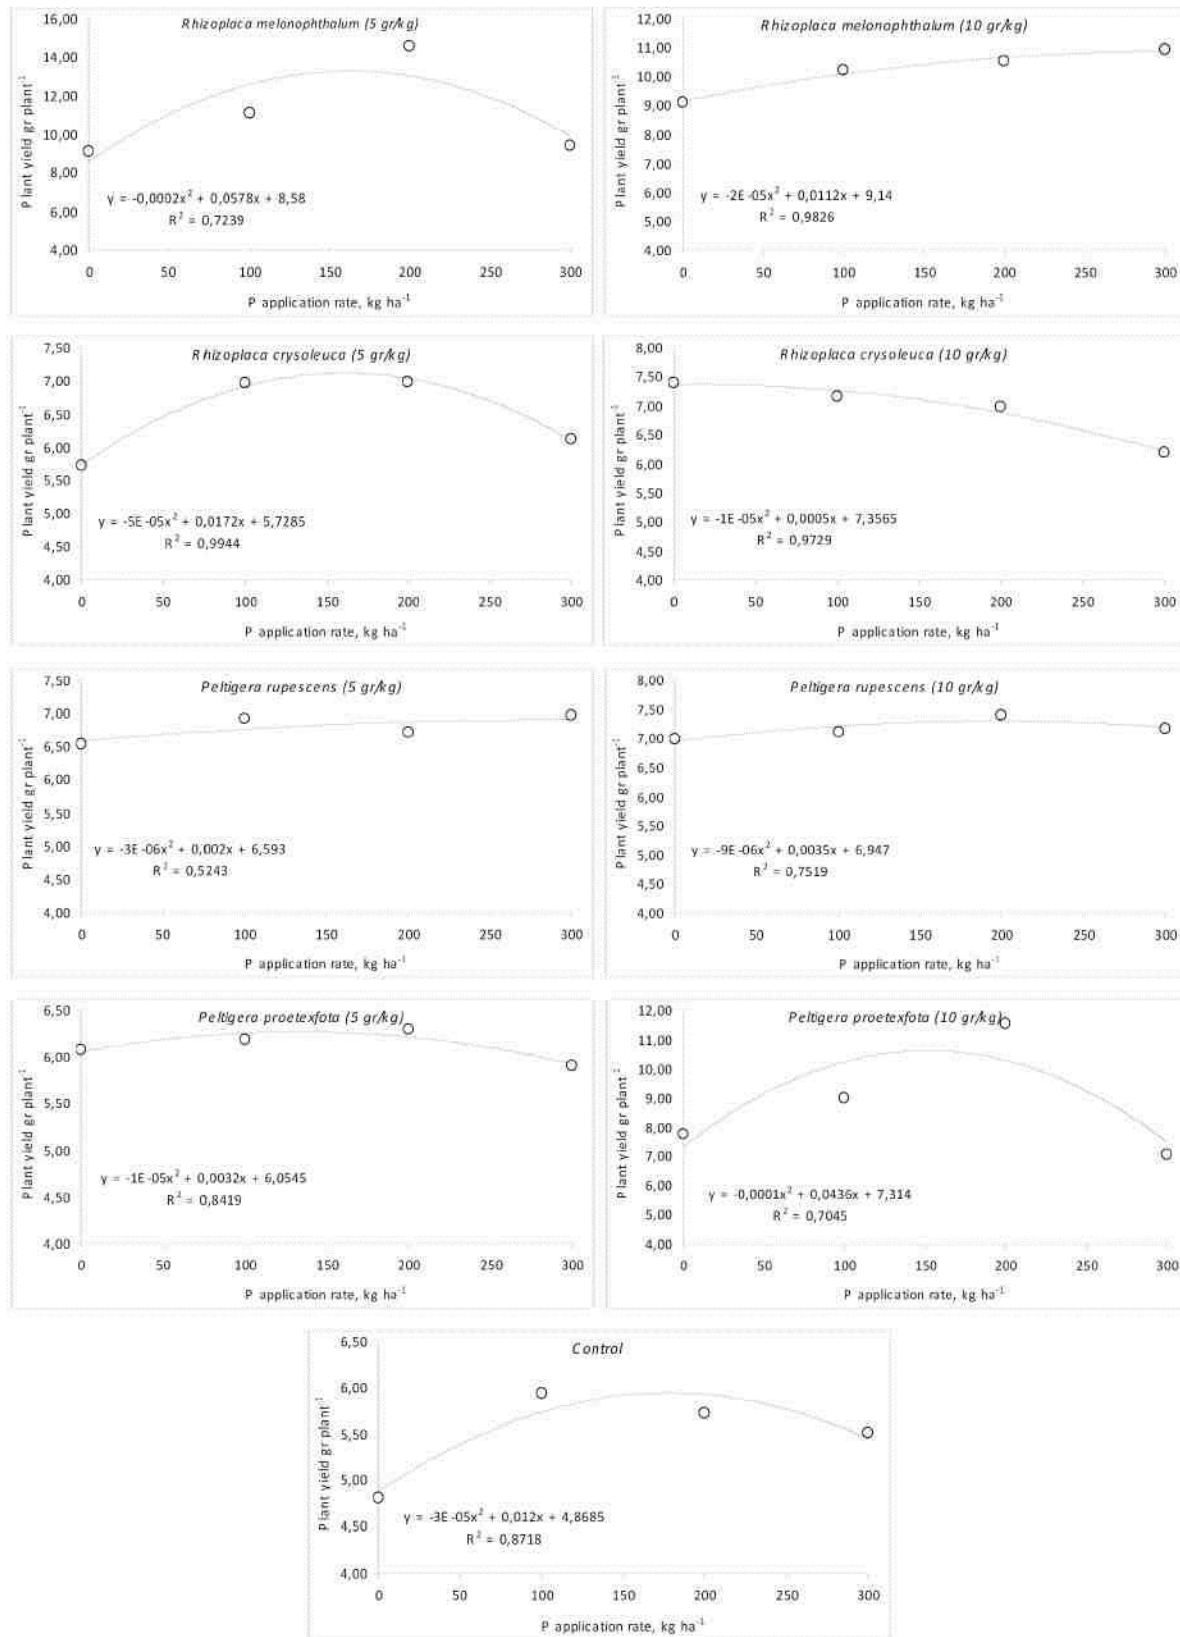 Rhizoplaca melonophthalum (5 gr/kg)
Plant yield gr plant⁻¹
16,00
14,00
12,00
10,00
8,00
6,00
4,00
y = -0,0002x² + 0,0578x + 8,58
R² = 0,7239
0 50 100 150 200 250 300
P application rate, kg ha⁻¹
Rhizoplaca melonophthalum (10 gr/kg)
Plant yield gr plant⁻¹
12,00
11,00
10,00
9,00
8,00
7,00
6,00
5,00
4,00
y = -2E-05x² + 0,0112x + 9,14
R² = 0,9826
0 50 100 150 200 250 300
P application rate, kg ha⁻¹
Rhizoplaca crysoleuca (5 gr/kg)
Plant yield gr plant⁻¹
7,50
7,00
6,50
6,00
5,50
5,00
4,50
4,00
y = -5E-05x² + 0,0172x + 5,7285
R² = 0,9944
0 50 100 150 200 250 300
P application rate, kg ha⁻¹
Rhizoplaca crysoleuca (10 gr/kg)
Plant yield gr plant⁻¹
8,00
7,50
7,00
6,50
6,00
5,50
5,00
4,50
4,00
y = -1E-05x² + 0,0005x + 7,3565
R² = 0,9729
0 50 100 150 200 250 300
P application rate, kg ha⁻¹
Peltigera rupescens (5 gr/kg)
Plant yield gr plant⁻¹
7,50
7,00
6,50
6,00
5,50
5,00
4,50
4,00
y = -3E-06x² + 0,002x + 6,593
R² = 0,5243
0 50 100 150 200 250 300
P application rate, kg ha⁻¹
Peltigera rupescens (10 gr/kg)
Plant yield gr plant⁻¹
8,00
7,50
7,00
6,50
6,00
5,50
5,00
4,50
4,00
y = -9E-06x² + 0,0035x + 6,947
R² = 0,7519
0 50 100 150 200 250 300
P application rate, kg ha⁻¹
Peltigera proetexfota (5 gr/kg)
Plant yield gr plant⁻¹
6,50
6,00
5,50
5,00
4,50
4,00
y = -1E-05x² + 0,0032x + 6,0545
R² = 0,8419
0 50 100 150 200 250 300
P application rate, kg ha⁻¹
Peltigera proetexfota (10 gr/kg)
Plant yield gr plant⁻¹
12,00
11,00
10,00
9,00
8,00
7,00
6,00
5,00
4,00
y = -0,0001x² + 0,0436x + 7,314
R² = 0,7045
0 50 100 150 200 250 300
P application rate, kg ha⁻¹
Control
Plant yield gr plant⁻¹
6,50
6,00
5,50
5,00
4,50
4,00
y = -3E-05x² + 0,012x + 4,8685
R² = 0,8718
0 50 100 150 200 250 300
P application rate, kg ha⁻¹